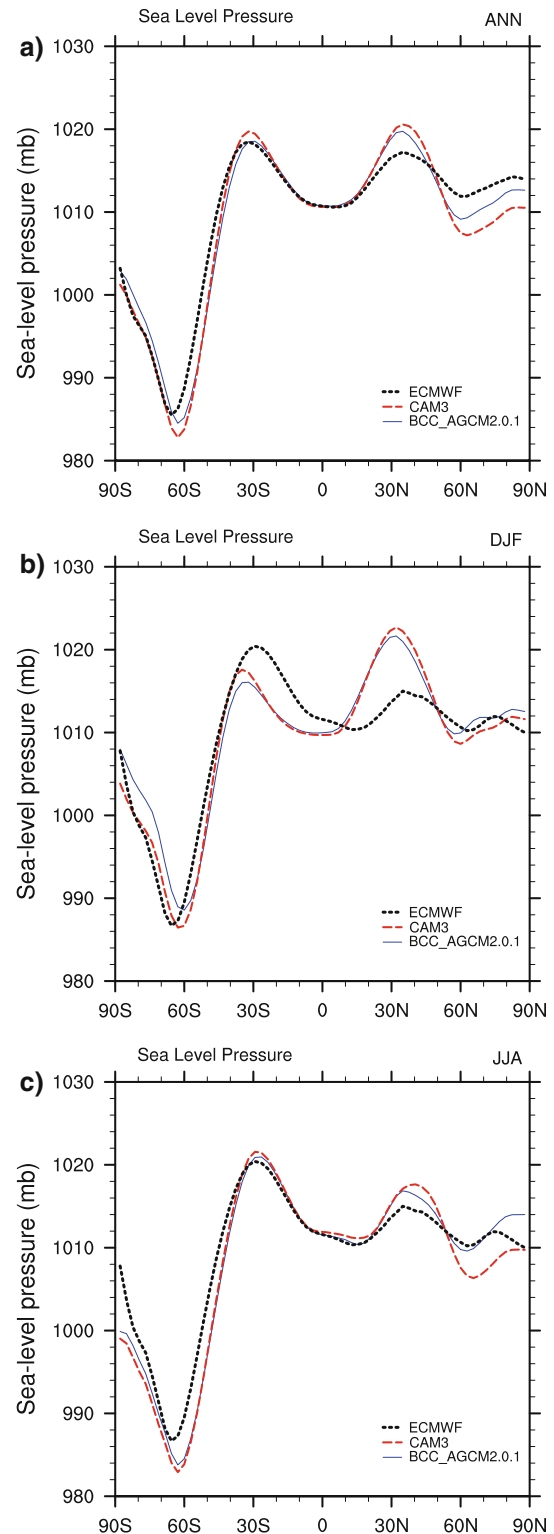 Sea Level Pressure ANN
a)
1030
1020
1010
1000
990
980
Sea-level pressure (mb)
ECMWF
CAM3
BCC_AGCM2.0.1
90S 60S 30S 0 30N 60N 90N
Sea Level Pressure DJF
b)
1030
1020
1010
1000
990
980
Sea-level pressure (mb)
ECMWF
CAM3
BCC_AGCM2.0.1
90S 60S 30S 0 30N 60N 90N
Sea Level Pressure JJA
c)
1030
1020
1010
1000
990
980
Sea-level pressure (mb)
ECMWF
CAM3
BCC_AGCM2.0.1
90S 60S 30S 0 30N 60N 90N